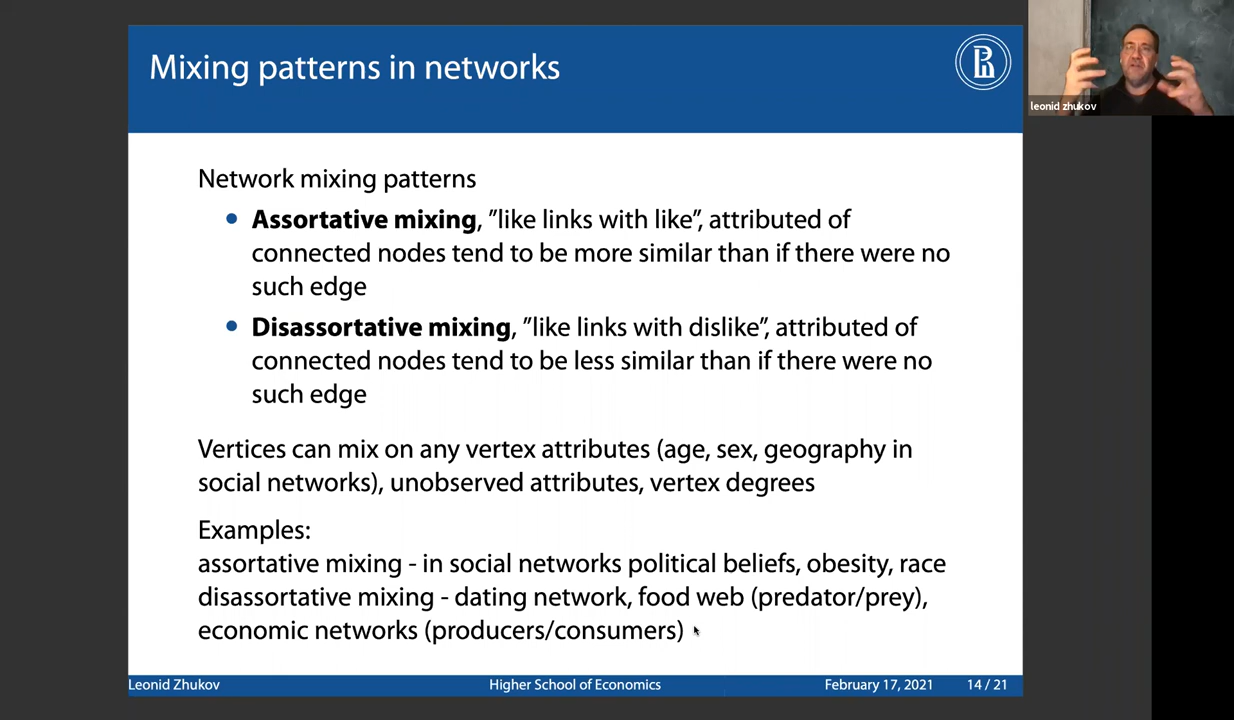 Mixing patterns in networks
leonid zhukov
Network mixing patterns
• Assortative mixing, ”like links with like”, attributed of
connected nodes tend to be more similar than if there were no
such edge
• Disassortative mixing, ”like links with dislike”, attributed of
connected nodes tend to be less similar than if there were no
such edge
Vertices can mix on any vertex attributes (age, sex, geography in
social networks), unobserved attributes, vertex degrees
Examples:
assortative mixing - in social networks political beliefs, obesity, race
disassortative mixing - dating network, food web (predator/prey),
economic networks (producers/consumers)
Leonid Zhukov Higher School of Economics February 17, 2021 14 / 21